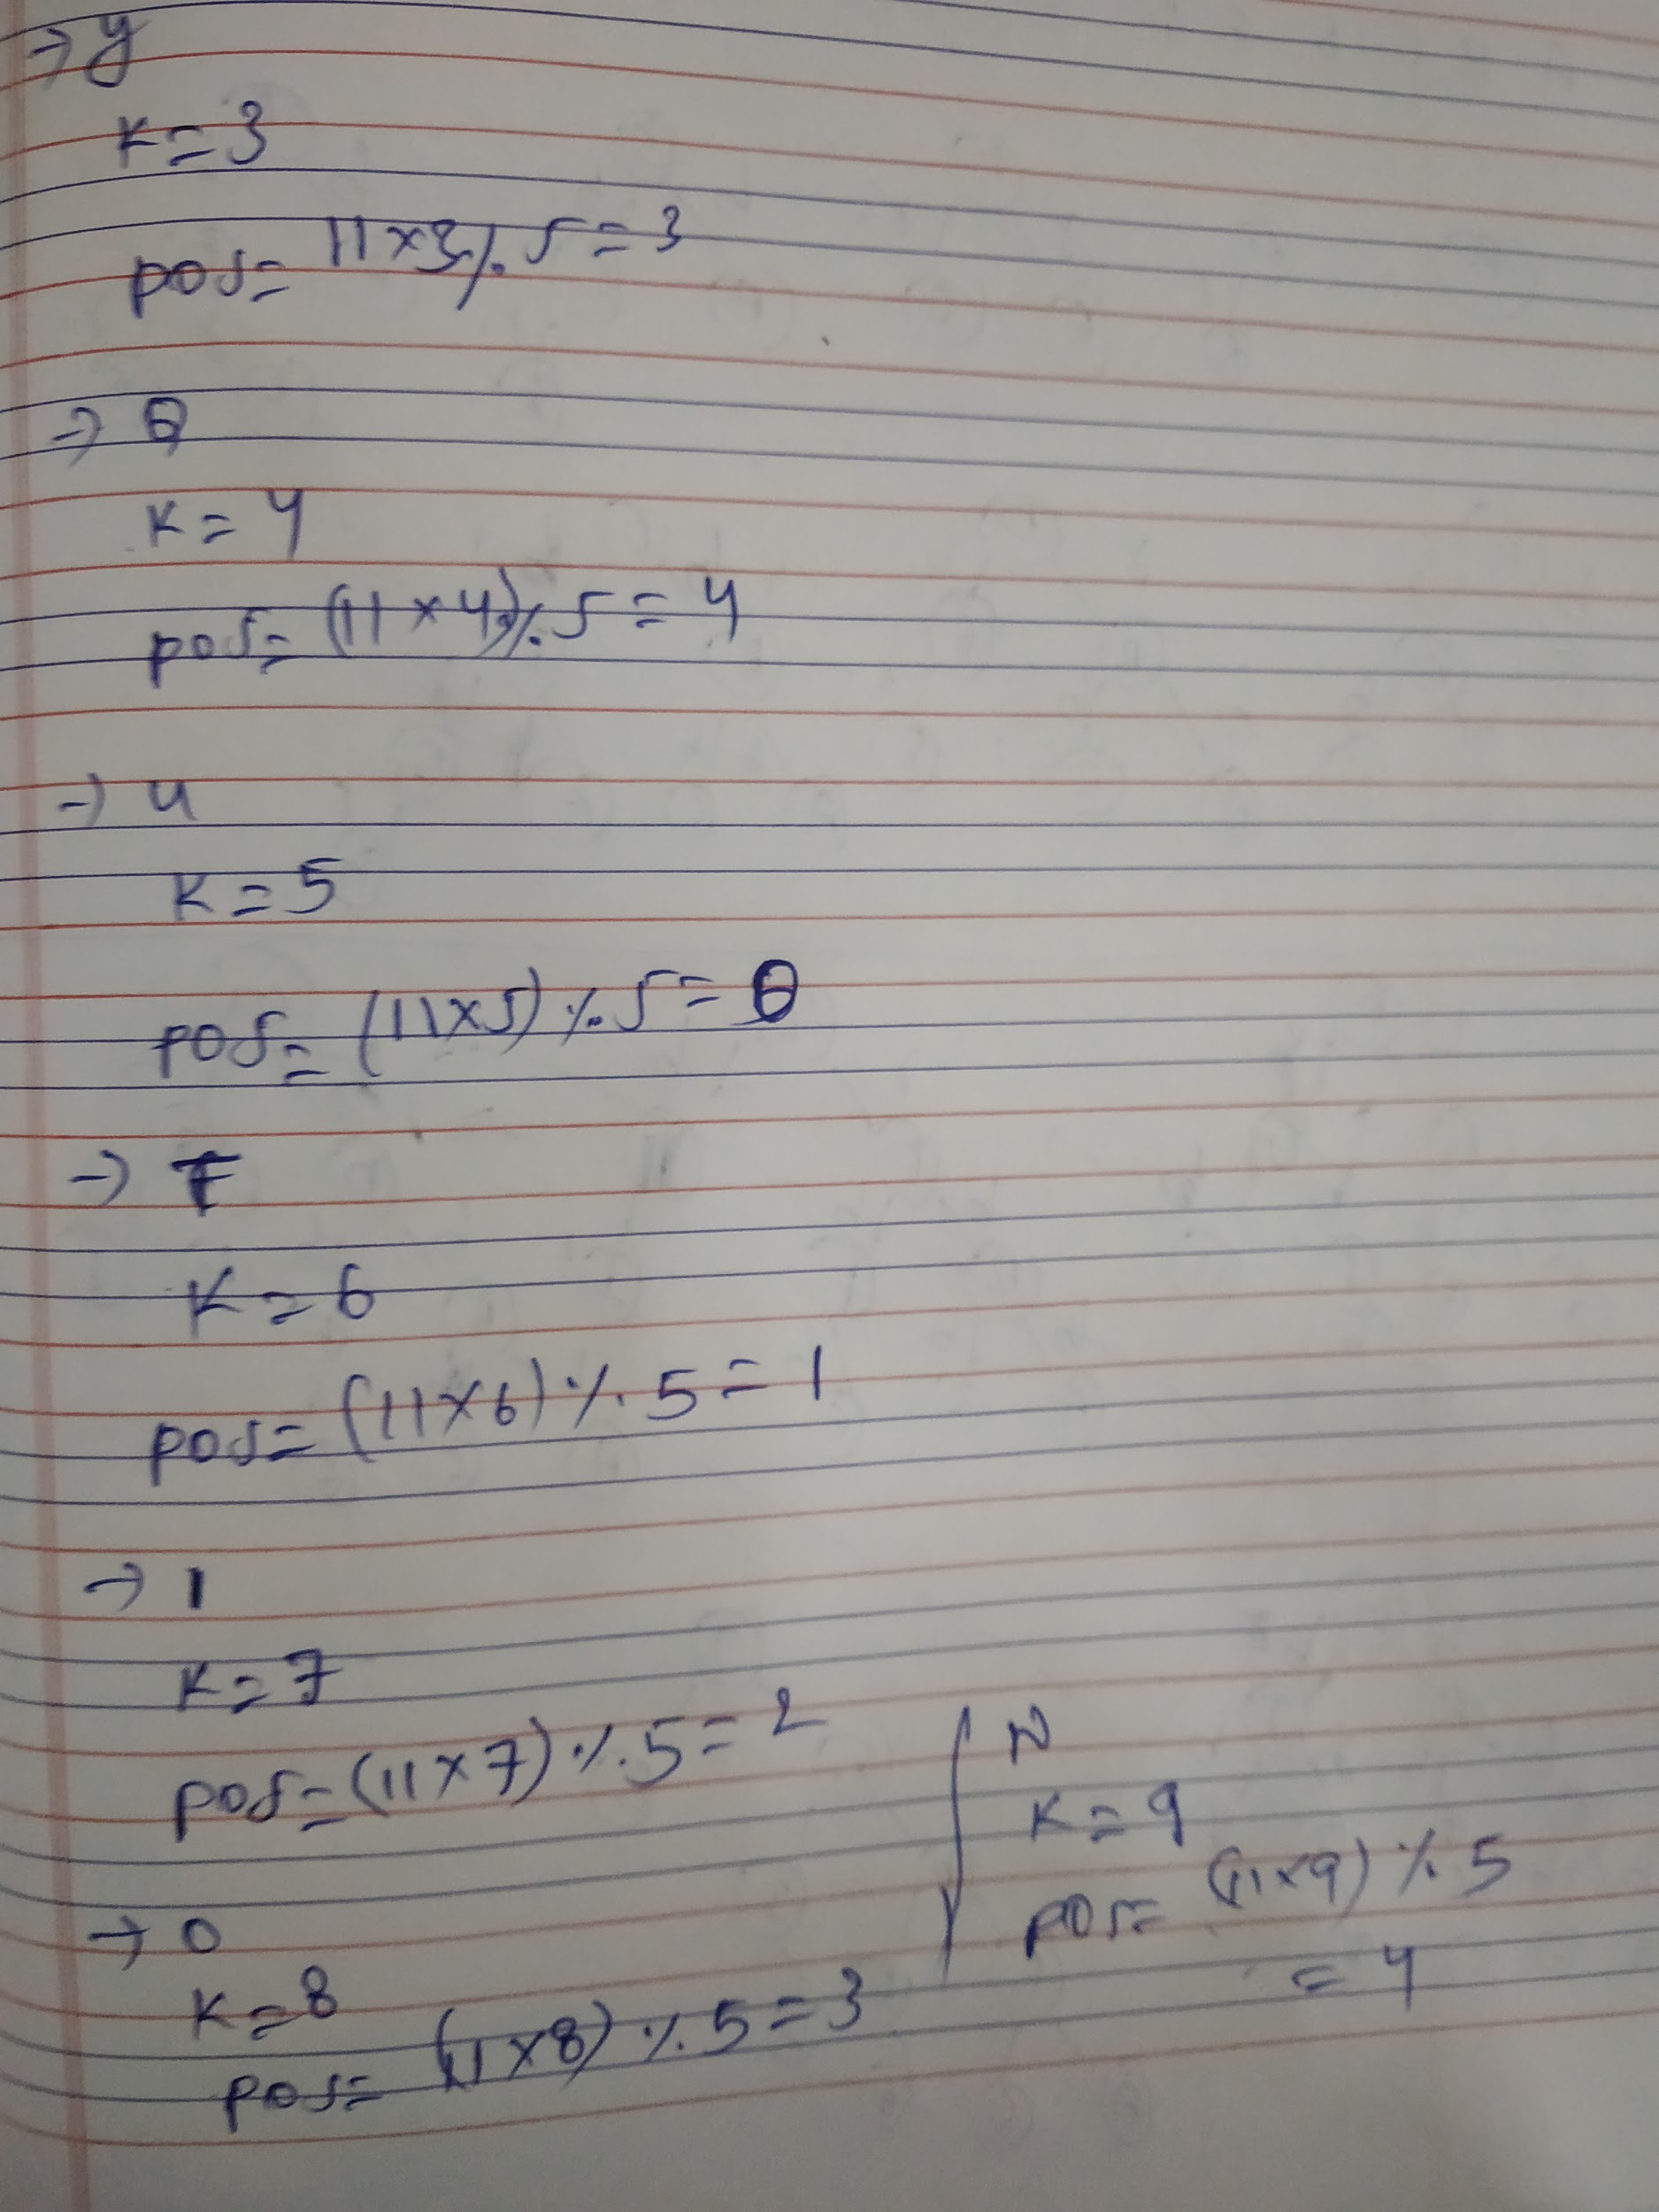 ⇒ y
K=3
pos= 11×3%5=3
⇒ Q
K=4
pos= (11×4)%5=4
→ u
K=5
pos= (11×5)%5=0
→
K=6
pos= (11×6)%5=1
→ 1
K=7
pos=(11×7)%5=2
→ 0
K=8
pos= (11×8)%5=3
N
K=9
pos= (11×9)%5
=4